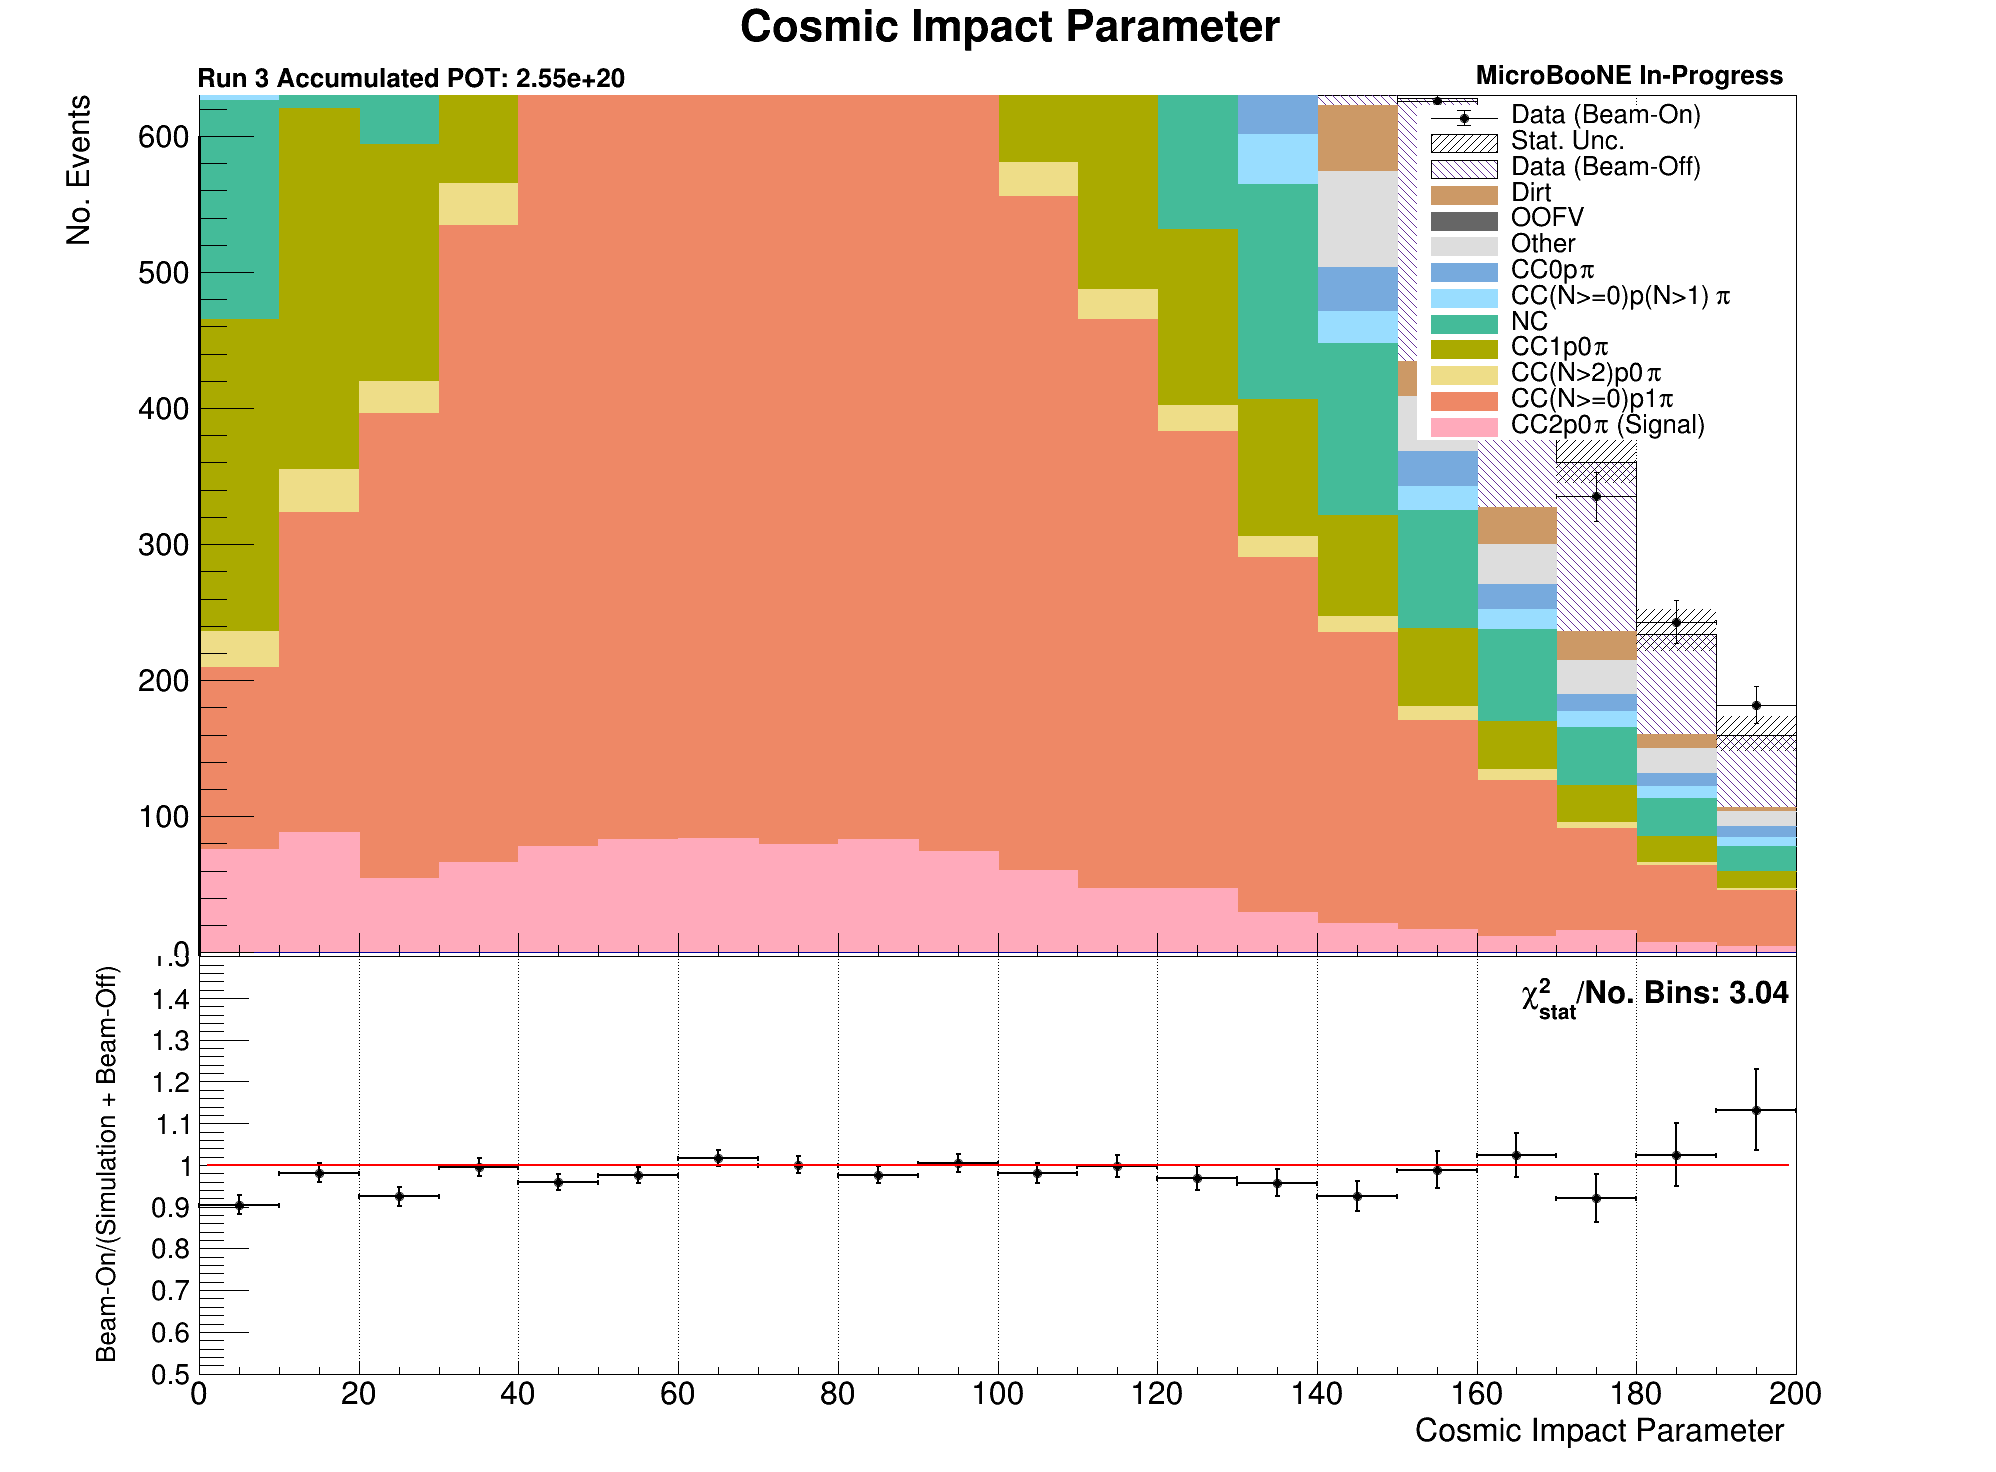 Cosmic Impact Parameter
Run 3 Accumulated POT: 2.55e+20
MicroBooNE In-Progress
No. Events
600
500
400
300
200
100
0
Data (Beam-On)
Stat. Unc.
Data (Beam-Off)
Dirt
OOFV
Other
CC0pπ
CC(N>=0)p(N>1) π
NC
CC1p0π
CC(N>2)p0π
CC(N>=0)p1π
CC2p0π (Signal)
Beam-On/(Simulation + Beam-Off)
1.5
1.4
1.3
1.2
1.1
1
0.9
0.8
0.7
0.6
0.5
χ²stat/No. Bins: 3.04
0 20 40 60 80 100 120 140 160 180 200
Cosmic Impact Parameter